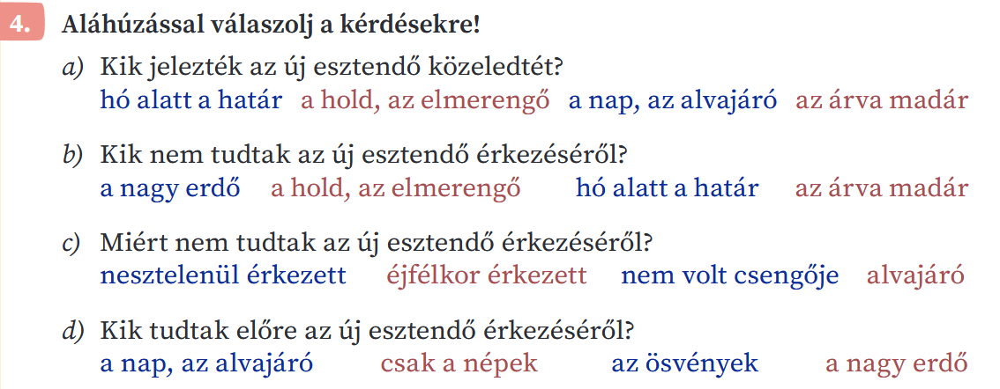 4. Aláhúzással válaszolj a kérdésekre!
a) Kik jelezték az új esztendő közeledtét?
hó alatt a határ a hold, az elmerengő a nap, az alvajáró az árva madár
b) Kik nem tudtak az új esztendő érkezéséről?
a nagy erdő a hold, az elmerengő hó alatt a határ az árva madár
c) Miért nem tudtak az új esztendő érkezéséről?
nesztelenül érkezett éjfélkor érkezett nem volt csengője alvajáró
d) Kik tudtak előre az új esztendő érkezéséről?
a nap, az alvajáró csak a népek az ösvények a nagy erdő